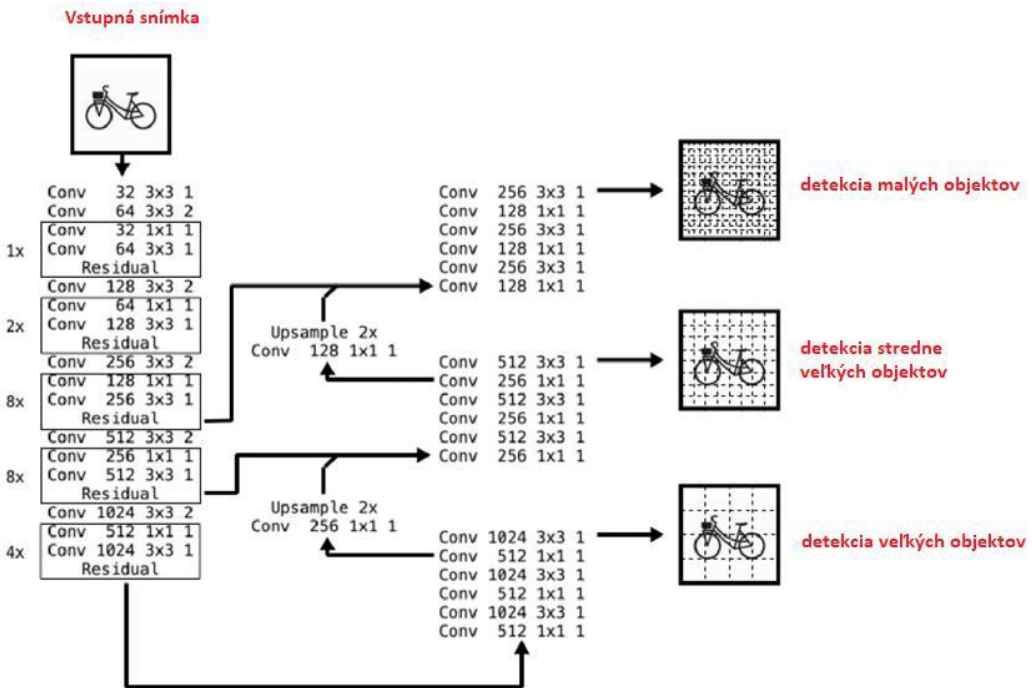 Vstupná snímka
Conv 32 3x3 1
Conv 64 3x3 2
1x
Conv 32 1x1 1
Conv 64 3x3 1
Residual
Conv 128 3x3 2
2x
Conv 64 1x1 1
Conv 128 3x3 1
Residual
Conv 256 3x3 2
8x
Conv 128 1x1 1
Conv 256 3x3 1
Residual
Conv 512 3x3 2
8x
Conv 256 1x1 1
Conv 512 3x3 1
Residual
Conv 1024 3x3 2
4x
Conv 512 1x1 1
Conv 1024 3x3 1
Residual
Upsample 2x
Conv 128 1x1 1
Upsample 2x
Conv 256 1x1 1
Conv 256 3x3 1
Conv 128 1x1 1
Conv 256 3x3 1
Conv 128 1x1 1
Conv 256 3x3 1
Conv 128 1x1 1
Conv 512 3x3 1
Conv 256 1x1 1
Conv 512 3x3 1
Conv 256 1x1 1
Conv 512 3x3 1
Conv 256 1x1 1
Conv 1024 3x3 1
Conv 512 1x1 1
Conv 1024 3x3 1
Conv 512 1x1 1
Conv 1024 3x3 1
Conv 512 1x1 1
detekcia malých objektov
detekcia stredne
veľkých objektov
detekcia veľkých objektov